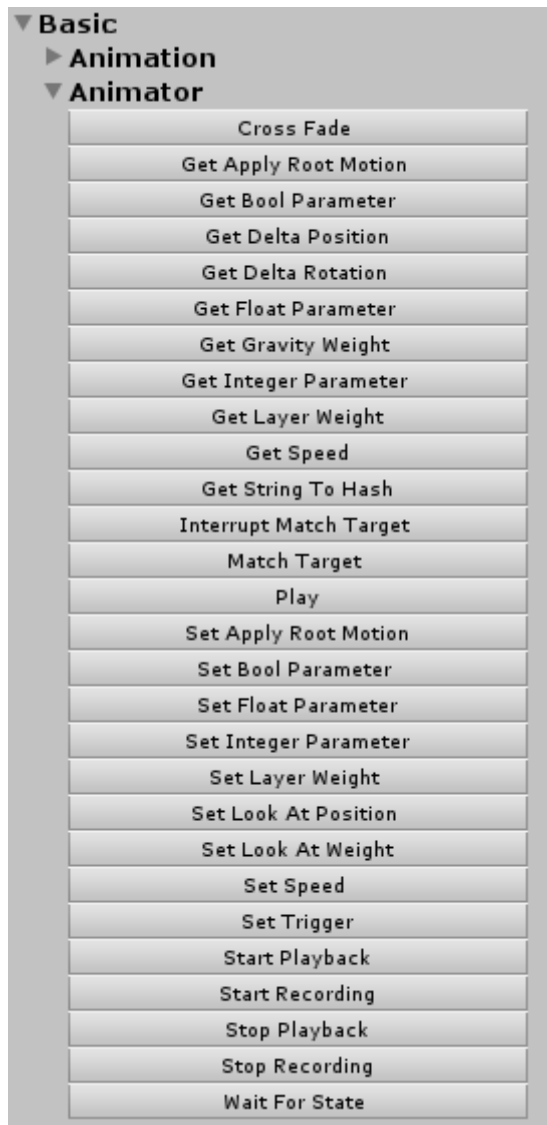 Basic
Animation
Animator
Cross Fade
Get Apply Root Motion
Get Bool Parameter
Get Delta Position
Get Delta Rotation
Get Float Parameter
Get Gravity Weight
Get Integer Parameter
Get Layer Weight
Get Speed
Get String To Hash
Interrupt Match Target
Match Target
Play
Set Apply Root Motion
Set Bool Parameter
Set Float Parameter
Set Integer Parameter
Set Layer Weight
Set Look At Position
Set Look At Weight
Set Speed
Set Trigger
Start Playback
Start Recording
Stop Playback
Stop Recording
Wait For State